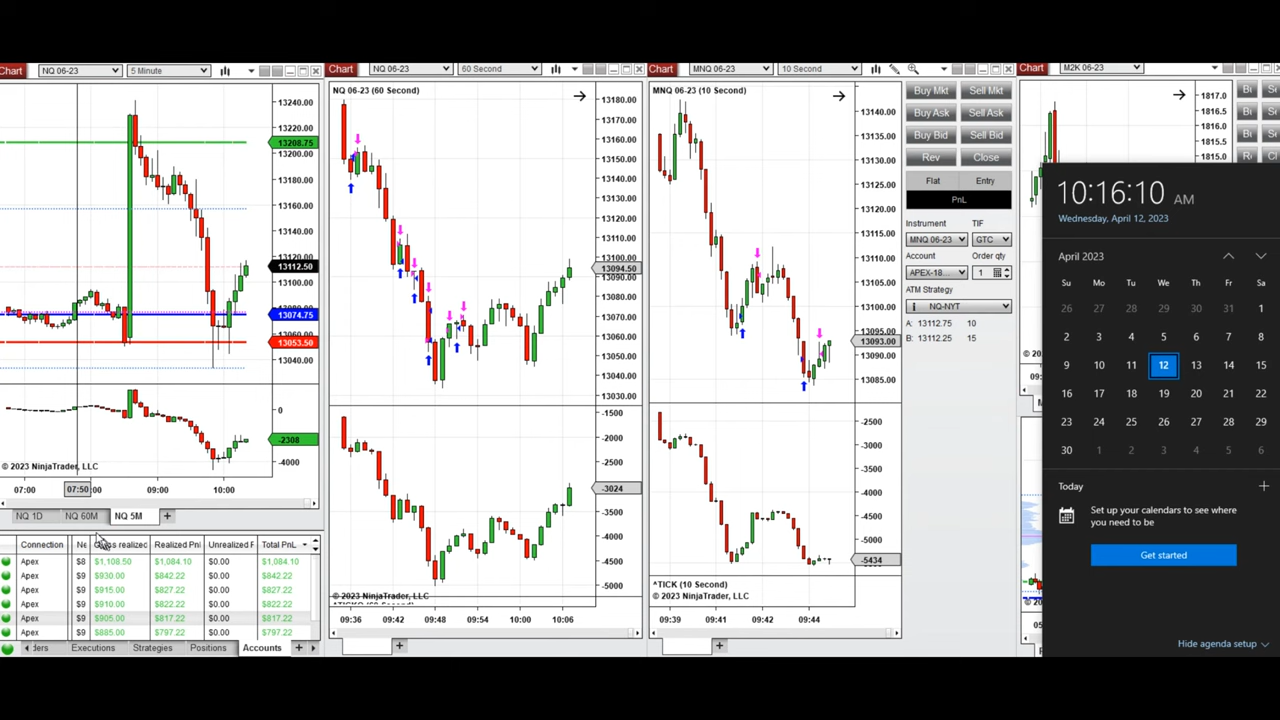 Chart NQ 06-23 5 Minute
13240.00
13220.00
13208.75
13200.00
13180.00
13160.00
13140.00
13120.00
13112.50
13100.00
13080.00
13074.75
13060.00
13053.50
13040.00
0
-2308
-4000
© 2023 NinjaTrader, LLC
07:00 07:50 09:00 10:00
NQ 1D NQ 60M NQ 5M +
Connection Realized PnL Total PnL
Apex $8 $1,108.50 $1,084.10 $0.00 $1,084.10
Apex $9 $930.00 $842.22 $0.00 $842.22
Apex $9 $915.00 $827.22 $0.00 $827.22
Apex $9 $910.00 $822.22 $0.00 $822.22
Apex $9 $905.00 $817.22 $0.00 $817.22
Apex $9 $885.00 $797.22 $0.00 $797.22
ders Executions Strategies Positions Accounts +
Chart NQ 06-23 60 Second
NQ 06-23 (60 Second)
13180.00
13170.00
13160.00
13150.00
13140.00
13130.00
13120.00
13110.00
13100.00
13094.50
13090.00
13080.00
13070.00
13060.00
13050.00
13040.00
13030.00
-1500
-2000
-2500
-3024
-3500
-4000
-4500
-5000
© 2023 NinjaTrader, LLC
09:36 09:42 09:48 09:54 10:00 10:06
+
Chart MNQ 06-23 10 Second
MNQ 06-23 (10 Second)
13140.00
13135.00
13130.00
13125.00
13120.00
13115.00
13110.00
13105.00
13100.00
13095.00
13093.00
13090.00
13085.00
-2500
-3000
-3500
-4000
-4500
-5000
-5434
^TICK (10 Second)
© 2023 NinjaTrader, LLC
09:39 09:41 09:42 09:44
+
Buy Mkt Sell Mkt
Buy Ask Sell Ask
Buy Bid Sell Bid
Rev Close
Flat Entry
PnL
Instrument TIF
MNQ 06-23 GTC
Account Order qty
APEX-18... 1
ATM Strategy
NQ-NYT
A: 13112.75 10
B: 13112.25 15
Chart M2K 06-23
1817.0
1816.5
1816.0
1815.5
1815.0
10:16:10 AM
Wednesday, April 12, 2023
April 2023
Su Mo Tu We Th Fr Sa
26 27 28 29 30 31 1
2 3 4 5 6 7 8
9 10 11 12 13 14 15
16 17 18 19 20 21 22
23 24 25 26 27 28 29
30 1 2 3 4 5 6
Today +
Set up your calendars to see where
you need to be
Get started
Hide agenda setup